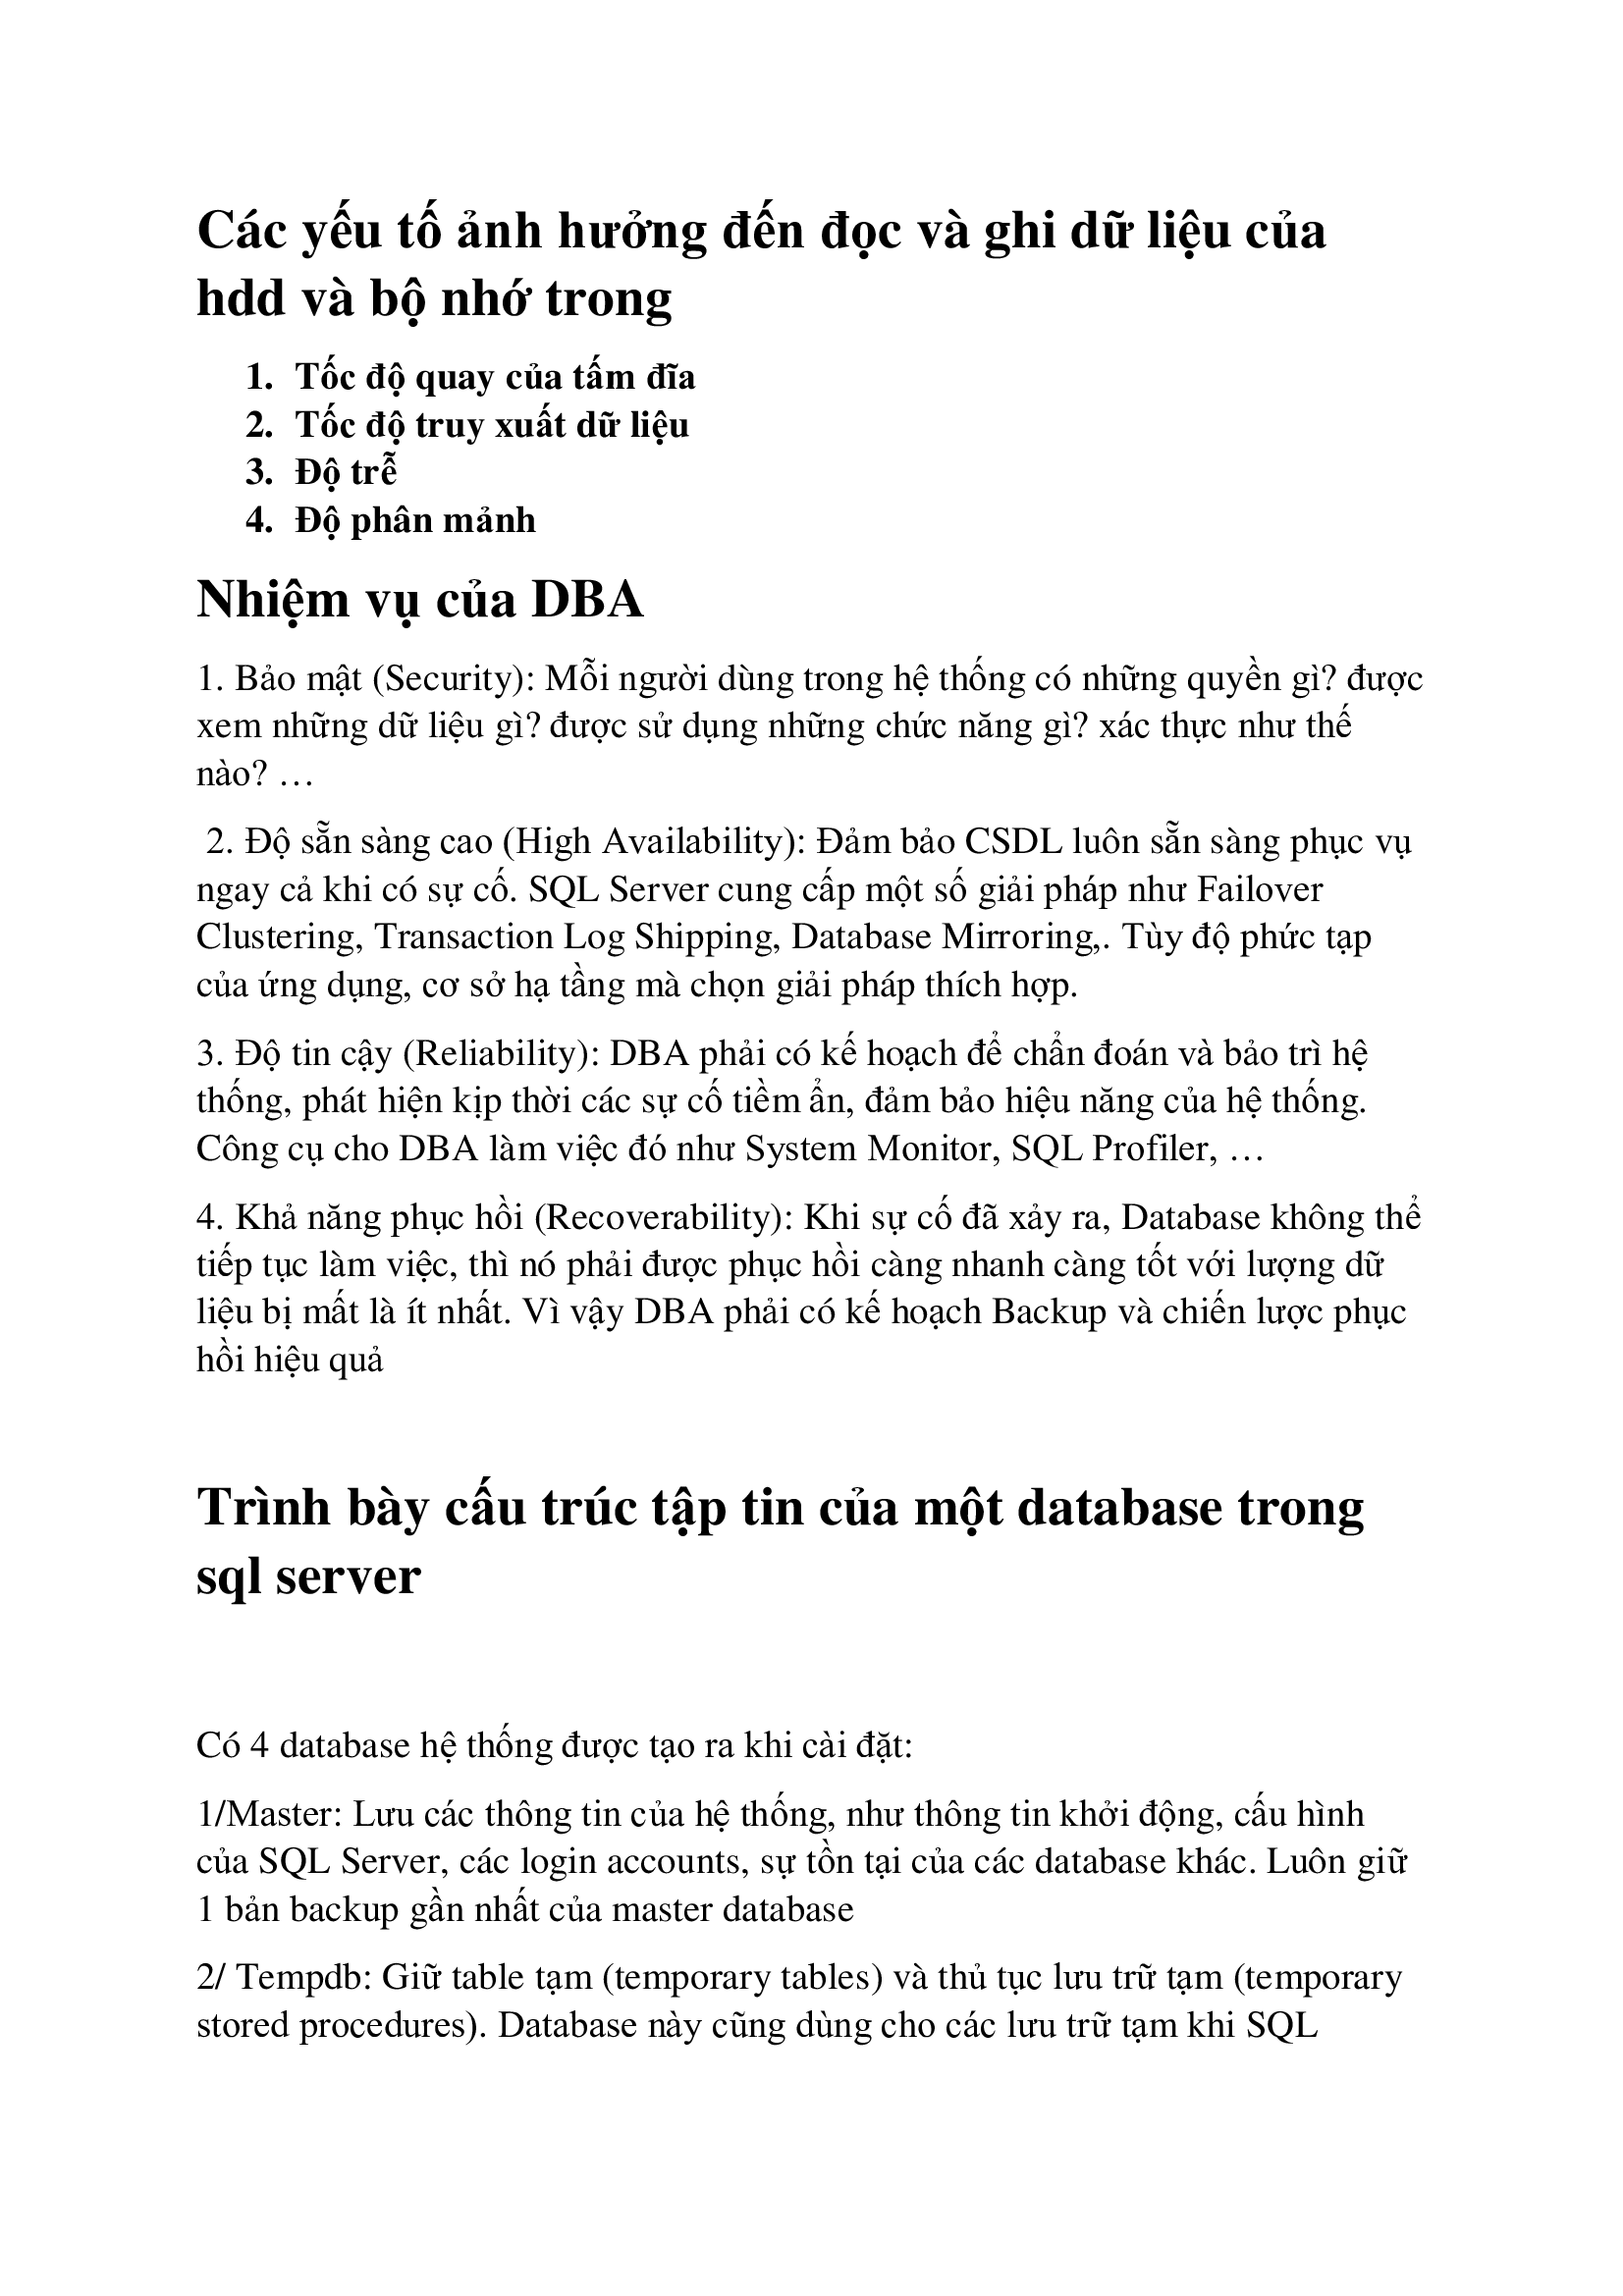 Các yếu tố ảnh hưởng đến đọc và ghi dữ liệu của
hdd và bộ nhớ trong
1. Tốc độ quay của tấm đĩa
2. Tốc độ truy xuất dữ liệu
3. Độ trễ
4. Độ phân mảnh
Nhiệm vụ của DBA
1. Bảo mật (Security): Mỗi người dùng trong hệ thống có những quyền gì? được
xem những dữ liệu gì? được sử dụng những chức năng gì? xác thực như thế
nào? …
2. Độ sẵn sàng cao (High Availability): Đảm bảo CSDL luôn sẵn sàng phục vụ
ngay cả khi có sự cố. SQL Server cung cấp một số giải pháp như Failover
Clustering, Transaction Log Shipping, Database Mirroring,. Tùy độ phức tạp
của ứng dụng, cơ sở hạ tầng mà chọn giải pháp thích hợp.
3. Độ tin cậy (Reliability): DBA phải có kế hoạch để chẩn đoán và bảo trì hệ
thống, phát hiện kịp thời các sự cố tiềm ẩn, đảm bảo hiệu năng của hệ thống.
Công cụ cho DBA làm việc đó như System Monitor, SQL Profiler, …
4. Khả năng phục hồi (Recoverability): Khi sự cố đã xảy ra, Database không thể
tiếp tục làm việc, thì nó phải được phục hồi càng nhanh càng tốt với lượng dữ
liệu bị mất là ít nhất. Vì vậy DBA phải có kế hoạch Backup và chiến lược phục
hồi hiệu quả
Trình bày cấu trúc tập tin của một database trong
sql server
Có 4 database hệ thống được tạo ra khi cài đặt:
1/Master: Lưu các thông tin của hệ thống, như thông tin khởi động, cấu hình
của SQL Server, các login accounts, sự tồn tại của các database khác. Luôn giữ
1 bản backup gần nhất của master database
2/ Tempdb: Giữ table tạm (temporary tables) và thủ tục lưu trữ tạm (temporary
stored procedures). Database này cũng dùng cho các lưu trữ tạm khi SQL